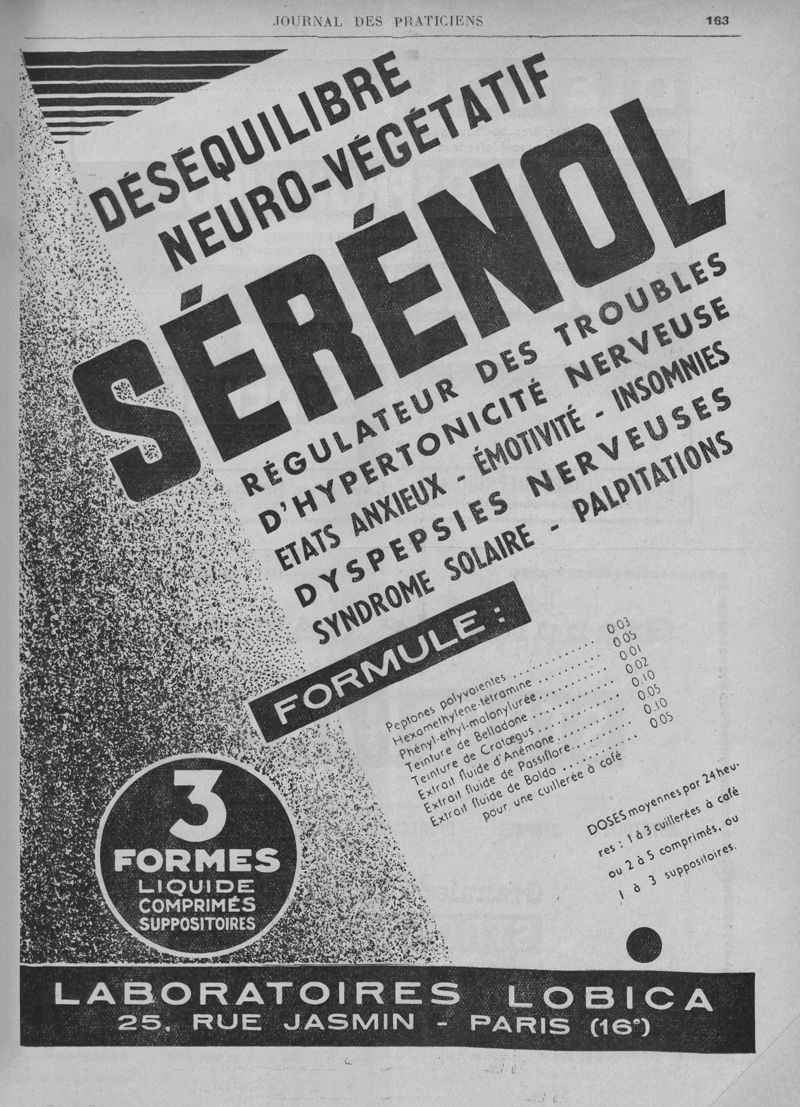 JOURNAL DES PRATICIENS
163
DÉSÉQUILIBRE
NEURO-VÉGÉTATIF
SÉRÉNOL
RÉGULATEUR DES TROUBLES
D'HYPERTONICITÉ NERVEUSE
ETATS ANXIEUX - ÉMOTIVITÉ - INSOMNIES
DYSPEPSIES NERVEUSES
SYNDROME SOLAIRE - PALPITATIONS
FORMULE :
Peptones polyvalentes ............ 0 03
Hexaméthylène-tétramine .......... 0 05
Phényl-éthyl-malonylurée .......... 0 01
Teinture de Belladone ............ 0 02
Teinture de Cratægus ............ 0 10
Extrait fluide d'Anémone .......... 0 05
Extrait fluide de Passiflore ........ 0 10
Extrait fluide de Boldo .......... 0 05
pour une cuillerée à café
DOSES moyennes par 24 heu-
res : 1 à 3 cuillerées à café
ou 2 à 5 comprimés, ou
1 à 3 suppositoires.
3
FORMES
LIQUIDE
COMPRIMÉS
SUPPOSITOIRES
LABORATOIRES LOBICA
25, RUE JASMIN - PARIS (16e)